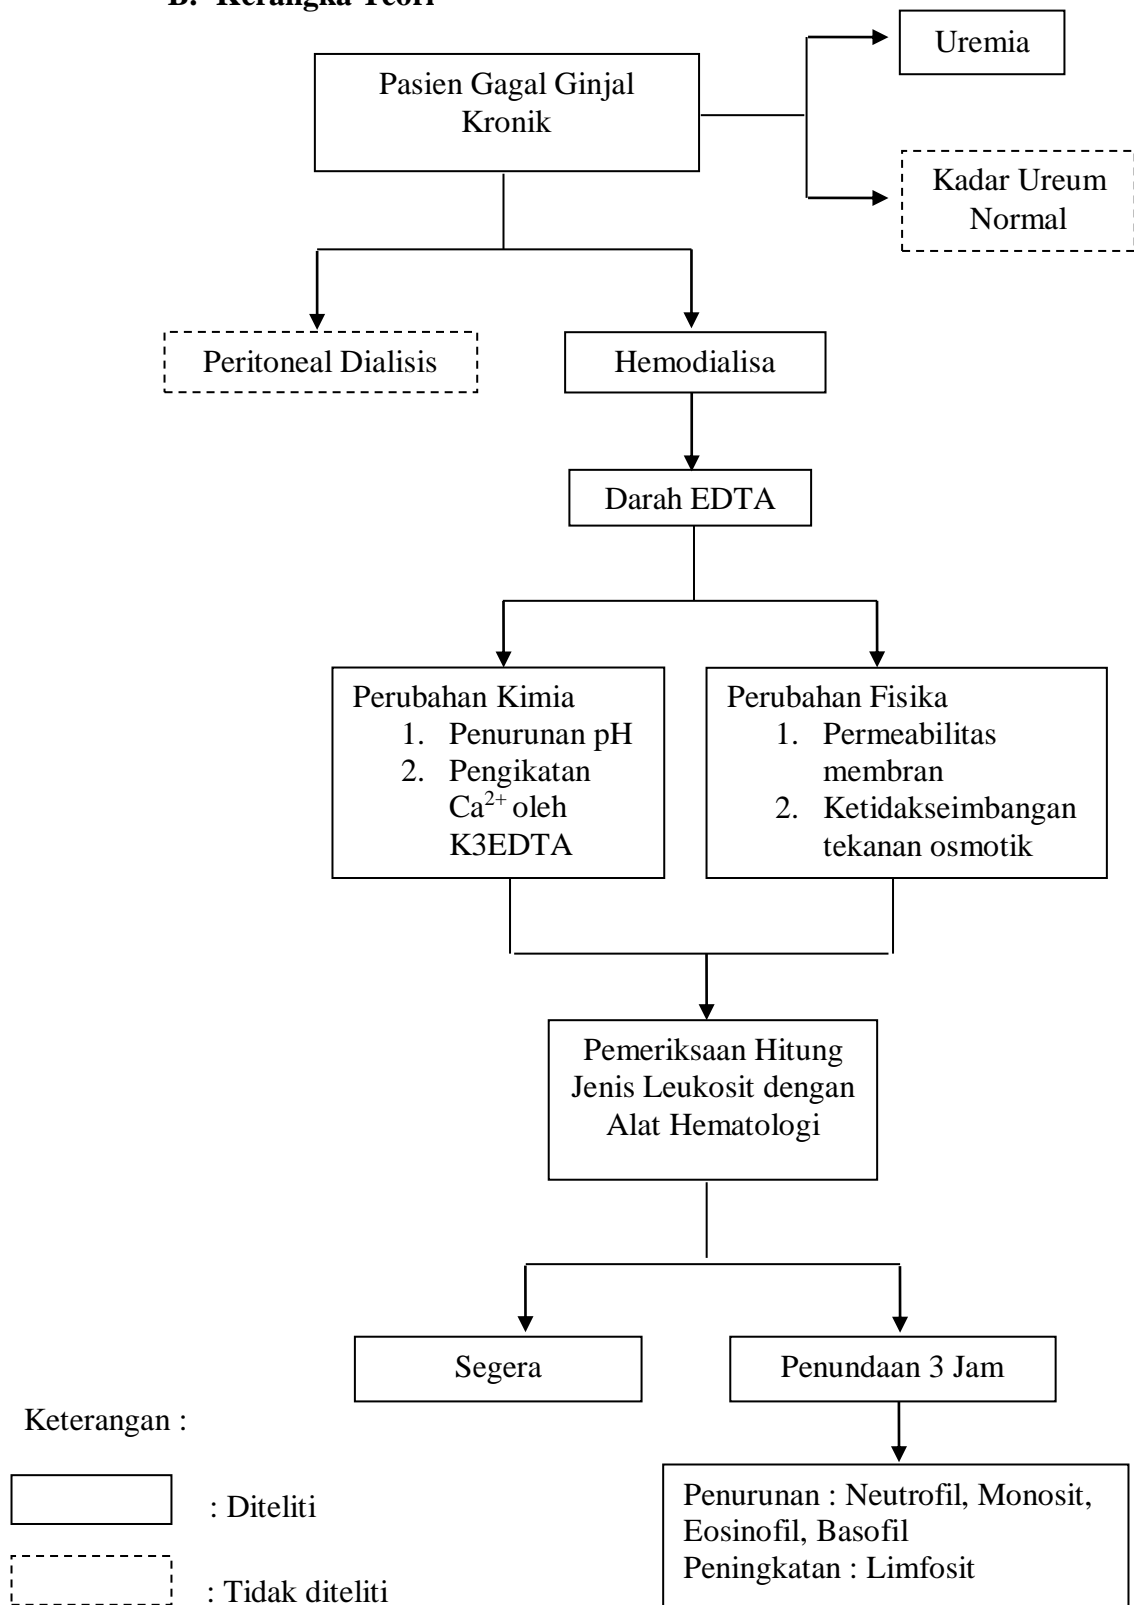 B. Kerangka Teori
Uremia
Pasien Gagal Ginjal
Kronik
Kadar Ureum
Normal
Peritoneal Dialisis
Hemodialisa
Darah EDTA
Perubahan Kimia
1. Penurunan pH
2. Pengikatan
Ca²⁺ oleh
K3EDTA
Perubahan Fisika
1. Permeabilitas
membran
2. Ketidakseimbangan
tekanan osmotik
Pemeriksaan Hitung
Jenis Leukosit dengan
Alat Hematologi
Segera
Penundaan 3 Jam
Keterangan :
: Diteliti
: Tidak diteliti
Penurunan : Neutrofil, Monosit,
Eosinofil, Basofil
Peningkatan : Limfosit